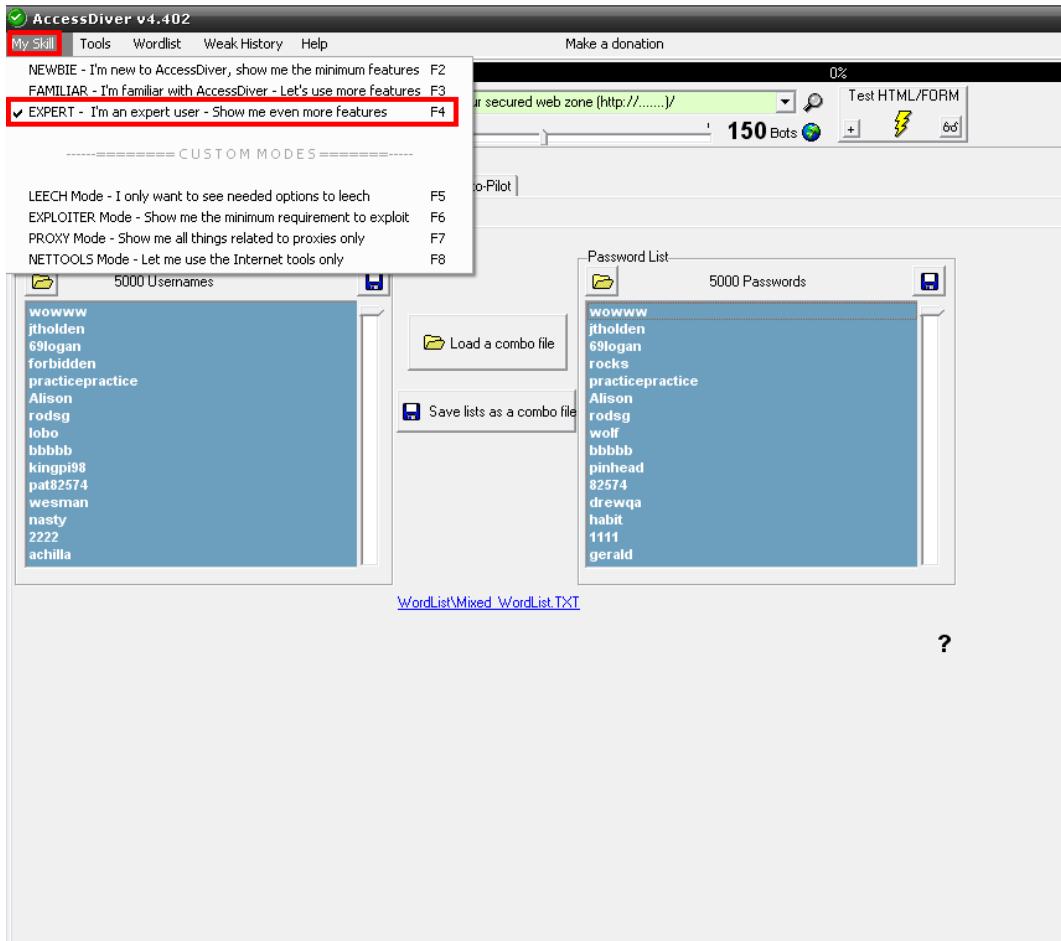 AccessDiver v4.402
My Skill Tools Wordlist Weak History Help Make a donation
NEWBIE - I'm new to AccessDiver, show me the minimum features F2
FAMILIAR - I'm familiar with AccessDiver - Let's use more features F3
EXPERT - I'm an expert user - Show me even more features F4
------======== C U S T O M M O D E S =======-----
LEECH Mode - I only want to see needed options to leech F5
EXPLOITER Mode - Show me the minimum requirement to exploit F6
PROXY Mode - Show me all things related to proxies only F7
NETTOOLS Mode - Let me use the Internet tools only F8
0%
ur secured web zone (http://.......)/
Test HTML/FORM
150 Bots
+
o-Pilot
5000 Usernames
wowww
jtholden
69logan
forbidden
practicepractice
Alison
rodsg
lobo
bbbbb
kingpi98
pat82574
wesman
nasty
2222
achilla
Load a combo file
Save lists as a combo file
Password List
5000 Passwords
wowww
jtholden
69logan
rocks
practicepractice
Alison
rodsg
wolf
bbbbb
pinhead
82574
drewqa
habit
1111
gerald
WordList\Mixed_WordList.TXT
?